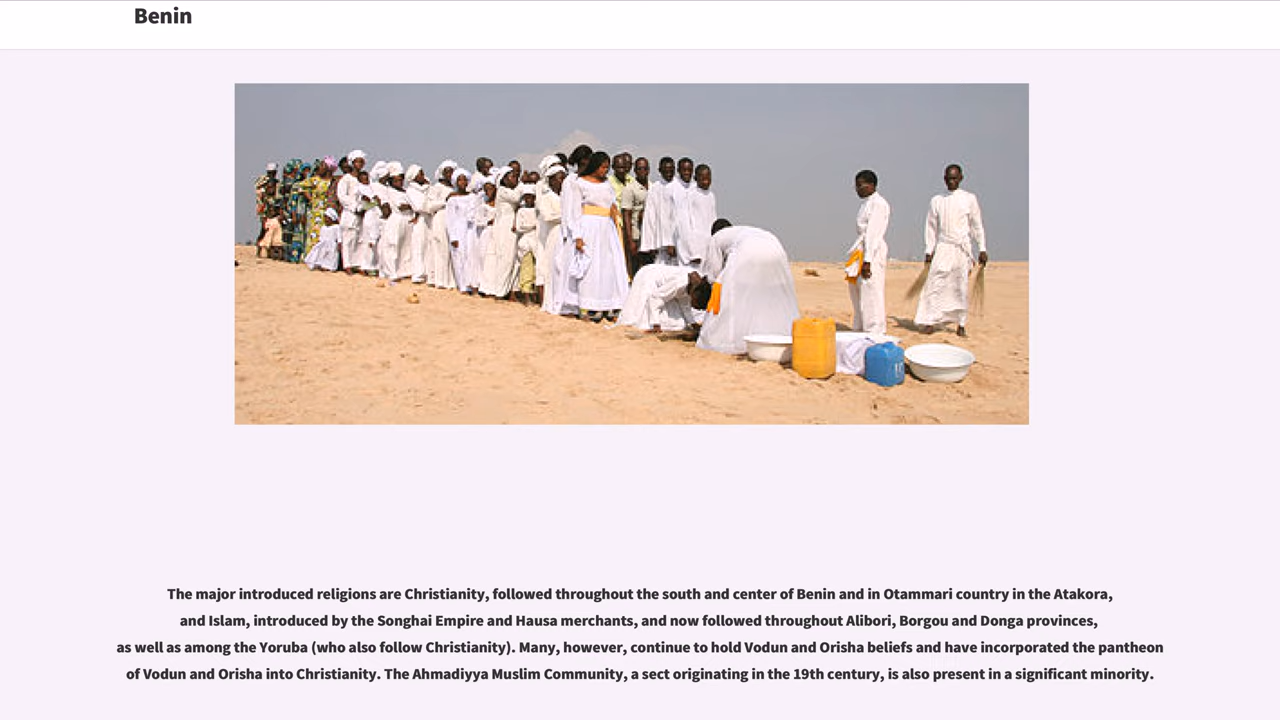 Benin
The major introduced religions are Christianity, followed throughout the south and center of Benin and in Otammari country in the Atakora,
and Islam, introduced by the Songhai Empire and Hausa merchants, and now followed throughout Alibori, Borgou and Donga provinces,
as well as among the Yoruba (who also follow Christianity). Many, however, continue to hold Vodun and Orisha beliefs and have incorporated the pantheon
of Vodun and Orisha into Christianity. The Ahmadiyya Muslim Community, a sect originating in the 19th century, is also present in a significant minority.